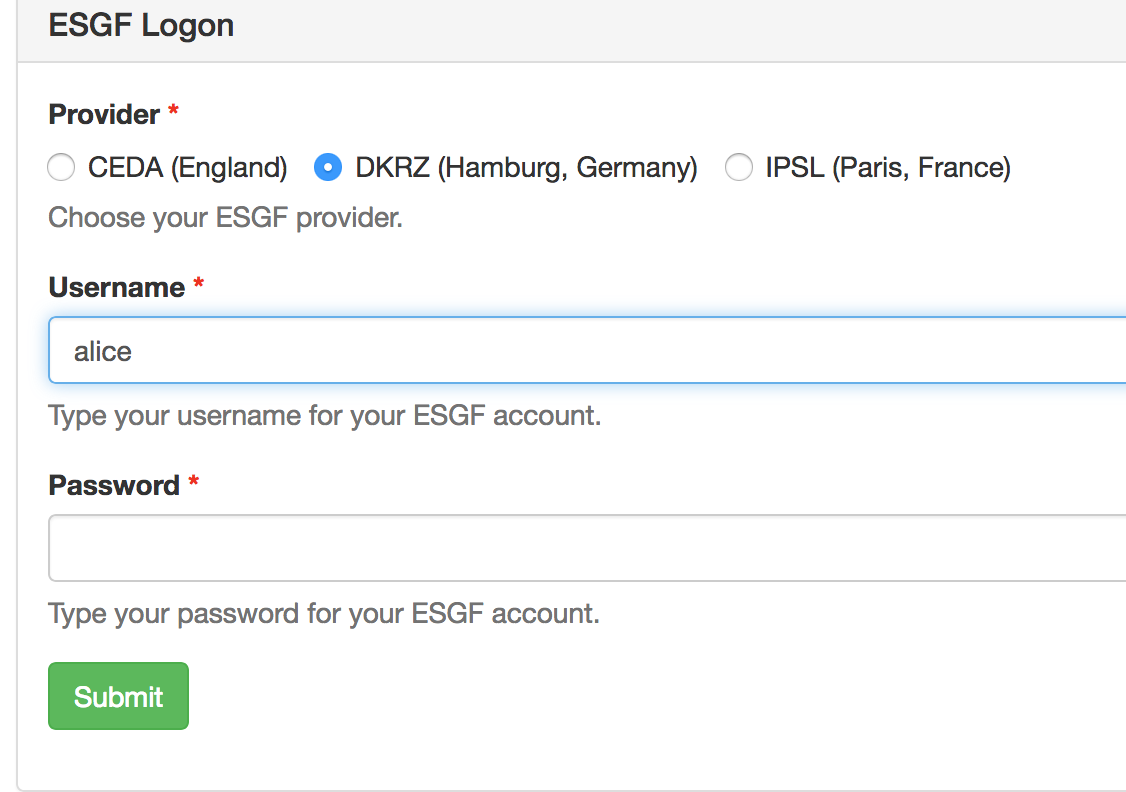 ESGF Logon
Provider *
CEDA (England) DKRZ (Hamburg, Germany) IPSL (Paris, France)
Choose your ESGF provider.
Username *
alice
Type your username for your ESGF account.
Password *
Type your password for your ESGF account.
Submit